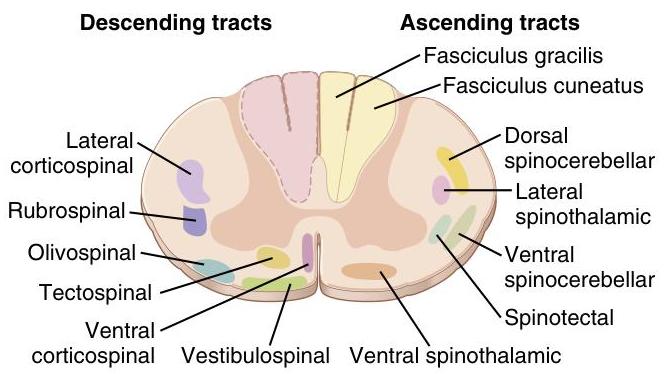 Descending tracts
Ascending tracts
Fasciculus gracilis
Fasciculus cuneatus
Lateral
corticospinal
Rubrospinal
Olivospinal
Tectospinal
Ventral
corticospinal
Vestibulospinal
Dorsal
spinocerebellar
Lateral
spinothalamic
Ventral
spinocerebellar
Spinotectal
Ventral spinothalamic